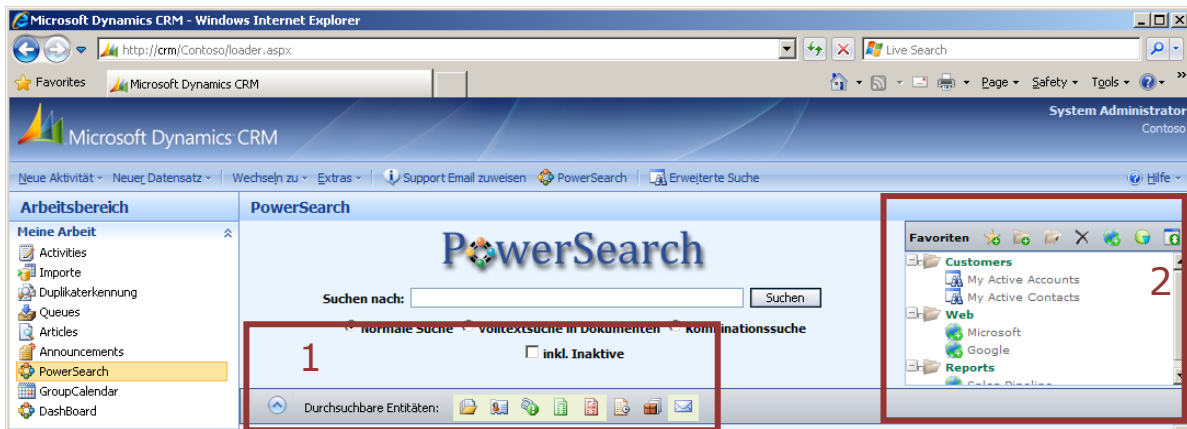 Microsoft Dynamics CRM - Windows Internet Explorer
http://crm/Contoso/loader.aspx
Live Search
Favorites
Microsoft Dynamics CRM
Page
Safety
Tools
System Administrator
Contoso
Microsoft Dynamics CRM
Neue Aktivität
Neuer Datensatz
Wechseln zu
Extras
Support Email zuweisen
PowerSearch
Erweiterte Suche
Hilfe
Arbeitsbereich
PowerSearch
Meine Arbeit
Activities
Importe
Duplikaterkennung
Queues
Articles
Announcements
PowerSearch
GroupCalendar
DashBoard
PowerSearch
Suchen nach:
Suchen
Normale Suche
Volltextsuche in Dokumenten
Kombinationssuche
1
inkl. Inaktive
Durchsuchbare Entitäten:
Favoriten
2
Customers
My Active Accounts
My Active Contacts
Web
Microsoft
Google
Reports
Sales Pipeline